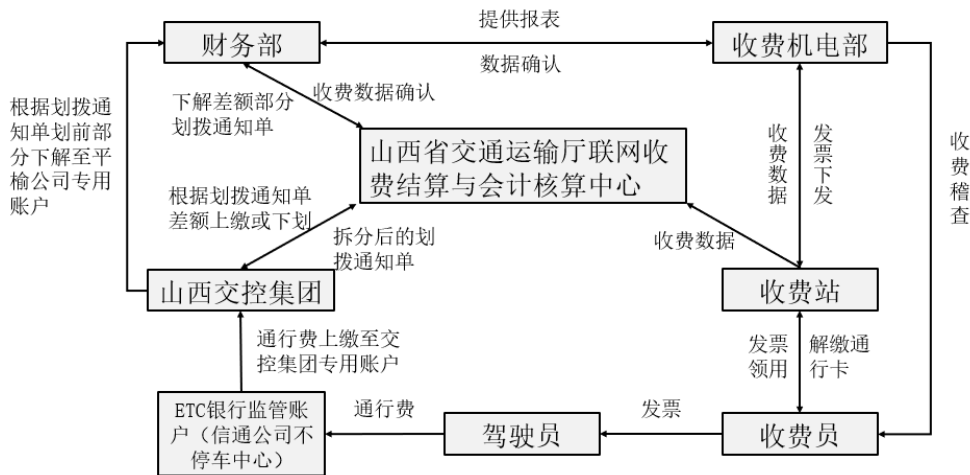 提供报表
财务部
收费机电部
数据确认
根据划拨通
知单划前部
分下解至平
榆公司专用
账户
下解差额部分
划拨通知单
收费数据确认
山西省交通运输厅联网收
费结算与会计核算中心
收费数据
发票下发
收费稽查
根据划拨通知单
差额上缴或下划
拆分后的划
拨通知单
收费数据
山西交控集团
收费站
通行费上缴至交
控集团专用账户
发票
领用
解缴通
行卡
ETC银行监管账
户（信通公司不
停车中心）
通行费
驾驶员
发票
收费员